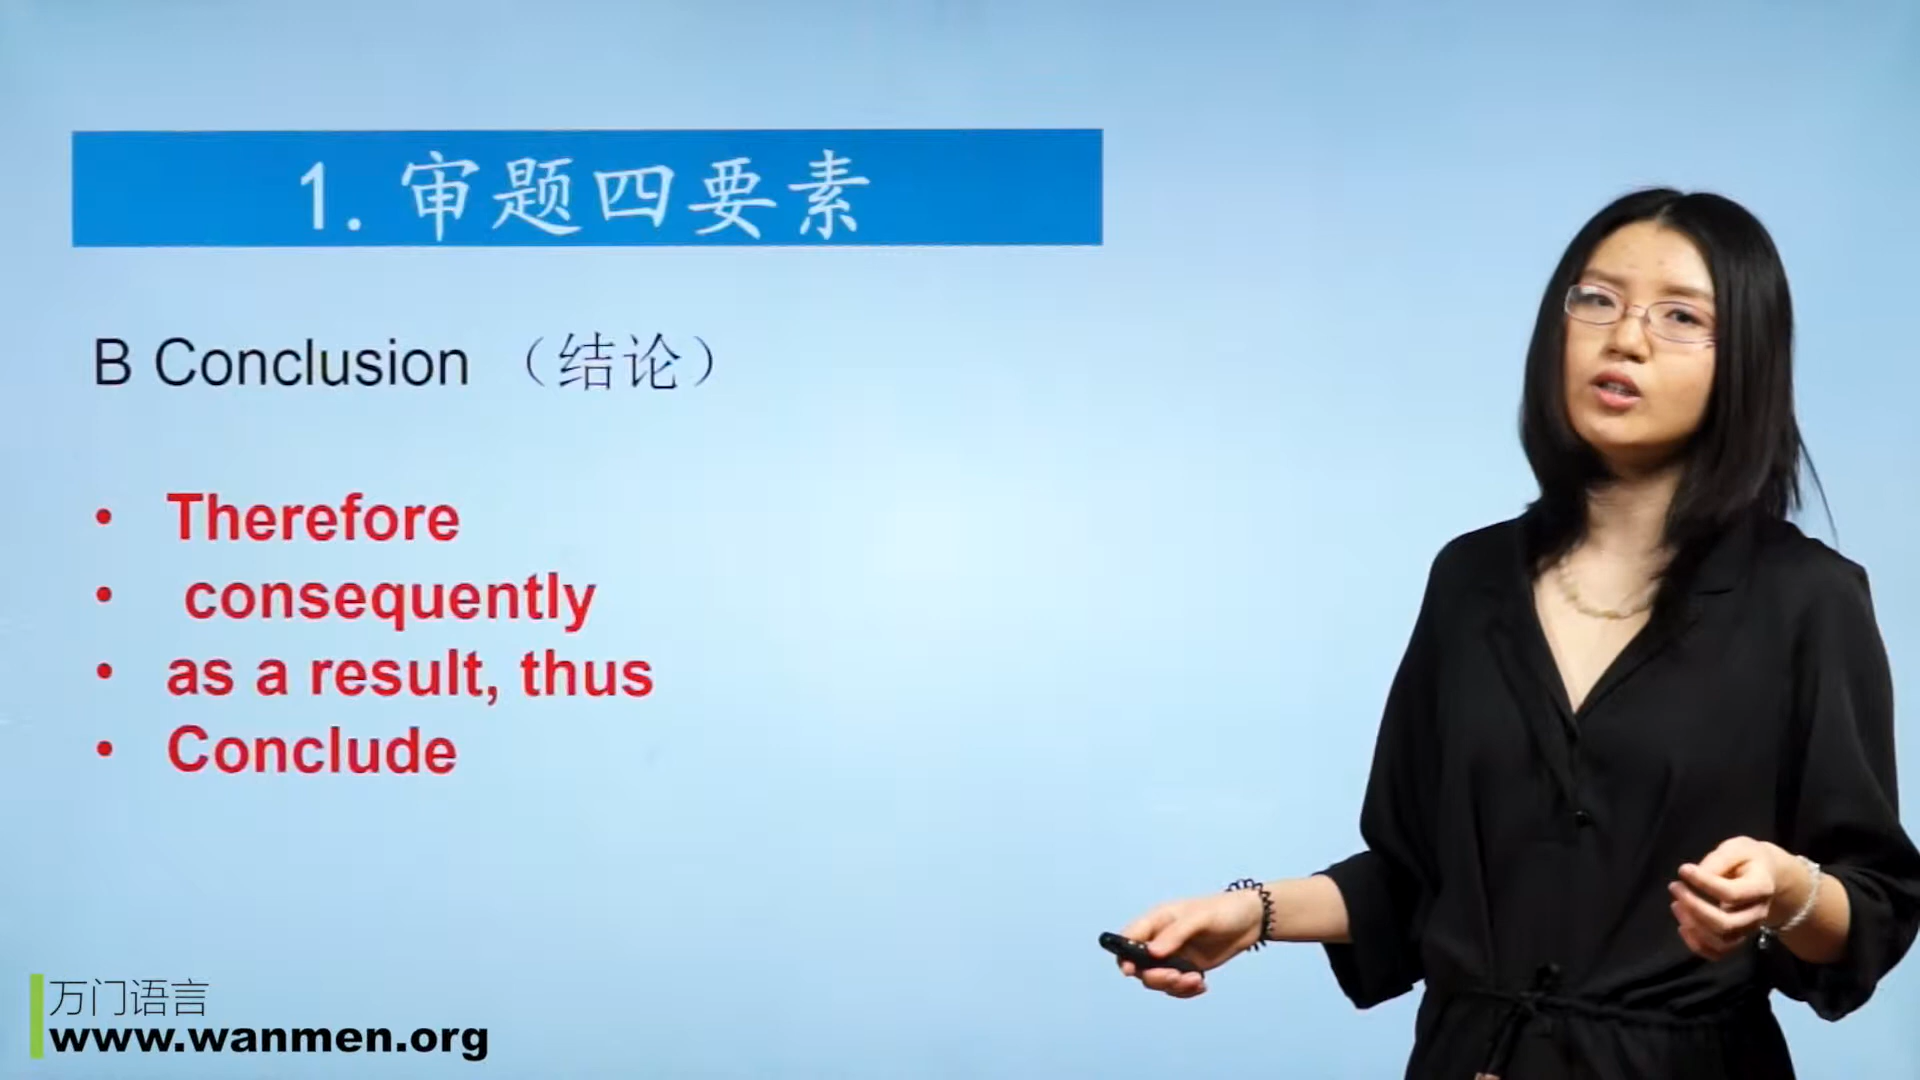 1. 审题四要素
B Conclusion （结论）
• Therefore
• consequently
• as a result, thus
• Conclude
万门语言
www.wanmen.org